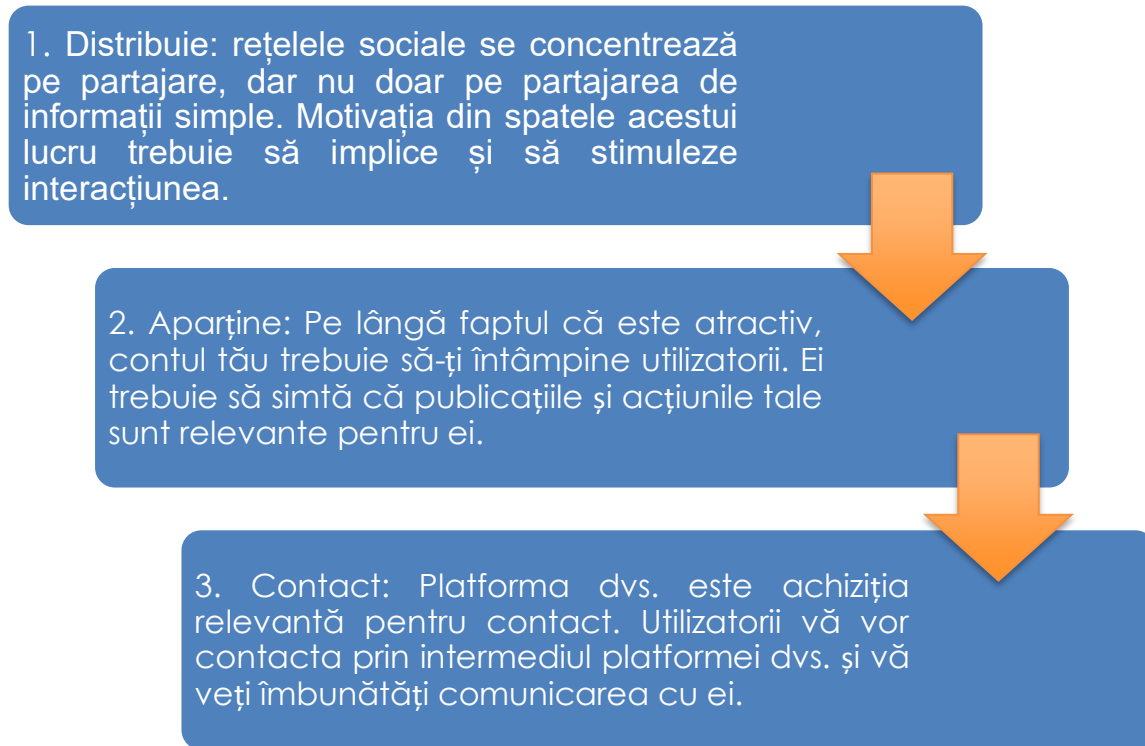 1. Distribuie: rețelele sociale se concentrează
pe partajare, dar nu doar pe partajarea de
informații simple. Motivația din spatele acestui
lucru trebuie să implice și să stimuleze
interacțiunea.
2. Aparține: Pe lângă faptul că este atractiv,
contul tău trebuie să-ți întâmpine utilizatorii. Ei
trebuie să simtă că publicațiile și acțiunile tale
sunt relevante pentru ei.
3. Contact: Platforma dvs. este achiziția
relevantă pentru contact. Utilizatorii vă vor
contacta prin intermediul platformei dvs. și vă
veți îmbunătăți comunicarea cu ei.